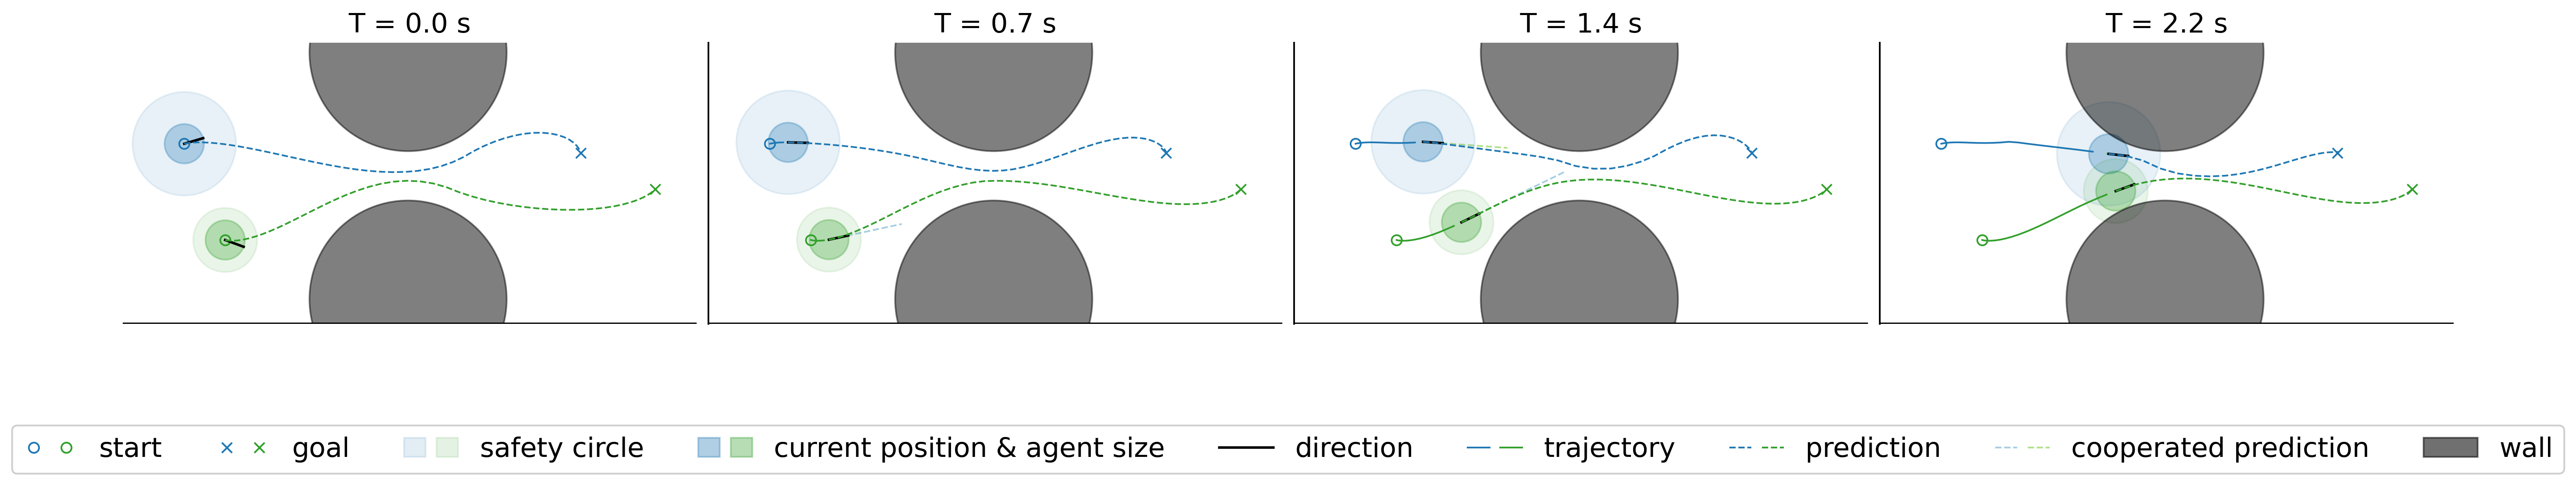 T = 0.0 s
T = 0.7 s
T = 1.4 s
T = 2.2 s
start goal safety circle current position & agent size direction trajectory prediction cooperated prediction wall